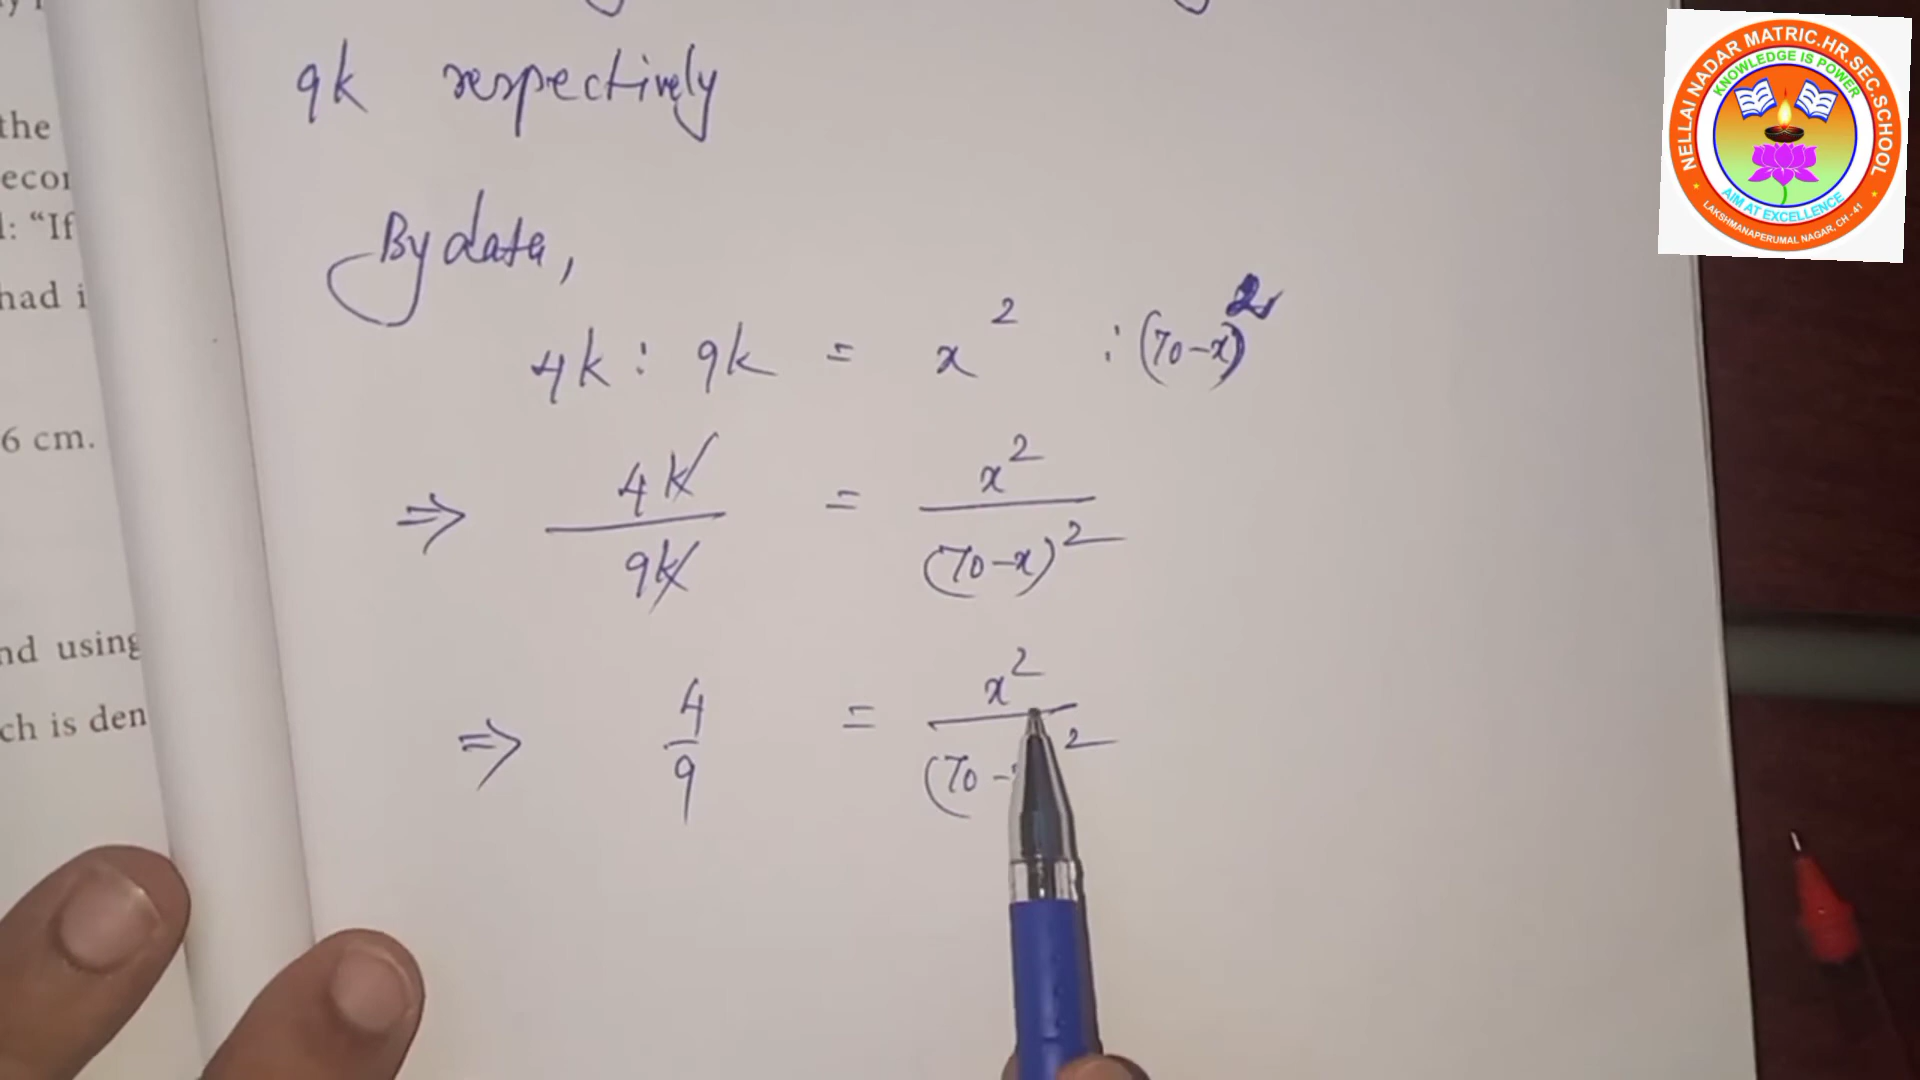 9k respectively
By data,
4k : 9k = x² : (70-x)²
⇒ 4k/9k = x²/(70-x)²
⇒ 4/9 = x²/(70- ²
the
: “If
had i
6 cm.
nd using
ch is den
NELLAI NADAR MATRIC.HR.SEC.SCHOOL
KNOWLEDGE IS POWER
AIM AT EXCELLENCE
LAKSHMANAPERUMAL NAGAR, CH - 41